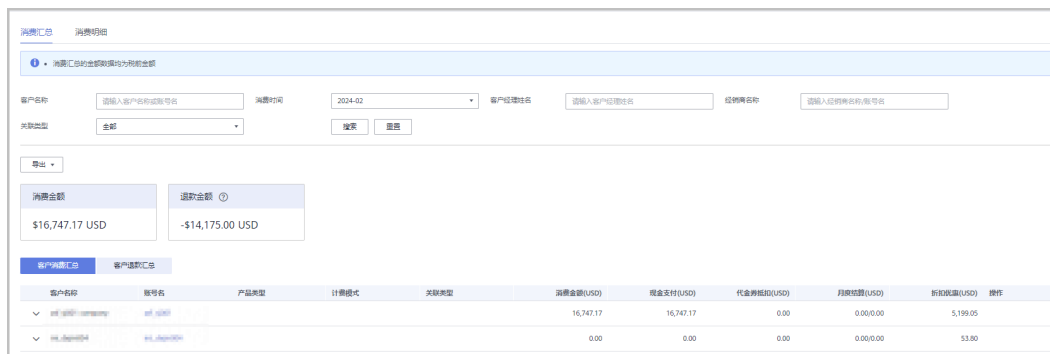 消费汇总 消费明细
消费汇总的金额数据均为税前金额
客户名称 请输入客户名称或账号名 消费时间 2024-02 客户经理姓名 请输入客户经理姓名 经销商名称 请输入经销商名称/账号名
关联类型 全部 搜索 重置
导出
消费金额 退款金额
$16,747.17 USD -$14,175.00 USD
客户消费汇总 客户退款汇总
客户名称 账号名 产品类型 计费模式 关联类型 消费金额(USD) 现金支付(USD) 代金券抵扣(USD) 月度结算(USD) 折扣优惠(USD) 操作
16,747.17 16,747.17 0.00 0.00/0.00 5,199.05
0.00 0.00 0.00 0.00/0.00 53.80